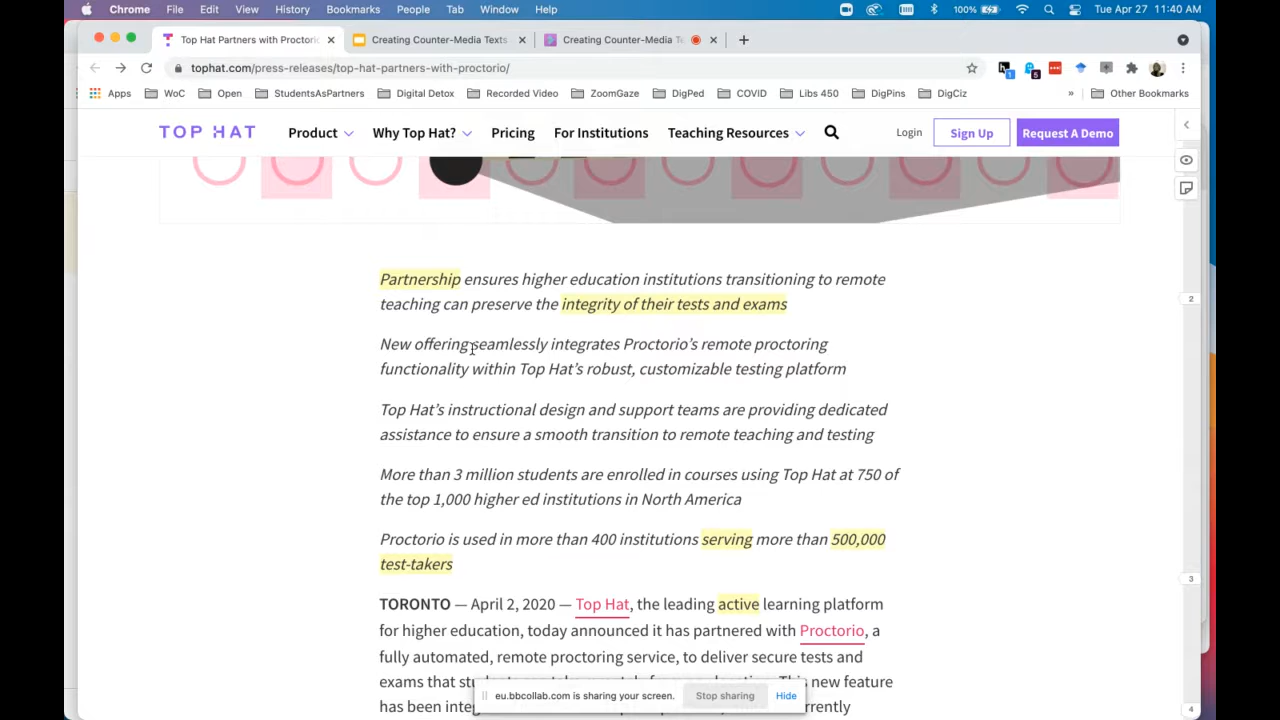 Chrome File Edit View History Bookmarks People Tab Window Help 100% Tue Apr 27 11:40 AM
Top Hat Partners with Proctorio Creating Counter-Media Texts Creating Counter-Media Te
tophat.com/press-releases/top-hat-partners-with-proctorio/ 1 5
Apps WoC Open StudentsAsPartners Digital Detox Recorded Video ZoomGaze DigPed COVID Libs 450 DigPins DigCiz » Other Bookmarks
TOP HAT Product Why Top Hat? Pricing For Institutions Teaching Resources Login Sign Up Request A Demo
Partnership ensures higher education institutions transitioning to remote
teaching can preserve the integrity of their tests and exams
2
New offering seamlessly integrates Proctorio's remote proctoring
functionality within Top Hat's robust, customizable testing platform
Top Hat's instructional design and support teams are providing dedicated
assistance to ensure a smooth transition to remote teaching and testing
More than 3 million students are enrolled in courses using Top Hat at 750 of
the top 1,000 higher ed institutions in North America
Proctorio is used in more than 400 institutions serving more than 500,000
test-takers
3
TORONTO — April 2, 2020 — Top Hat, the leading active learning platform
for higher education, today announced it has partnered with Proctorio, a
fully automated, remote proctoring service, to deliver secure tests and
exams that new feature
eu.bbcollab.com is sharing your screen. Stop sharing Hide
has been
4